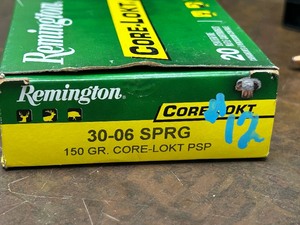 Remington
CORE-LOKT
20
Remington
CORE-LOKT
$12
30-06 SPRG
150 GR. CORE-LOKT PSP